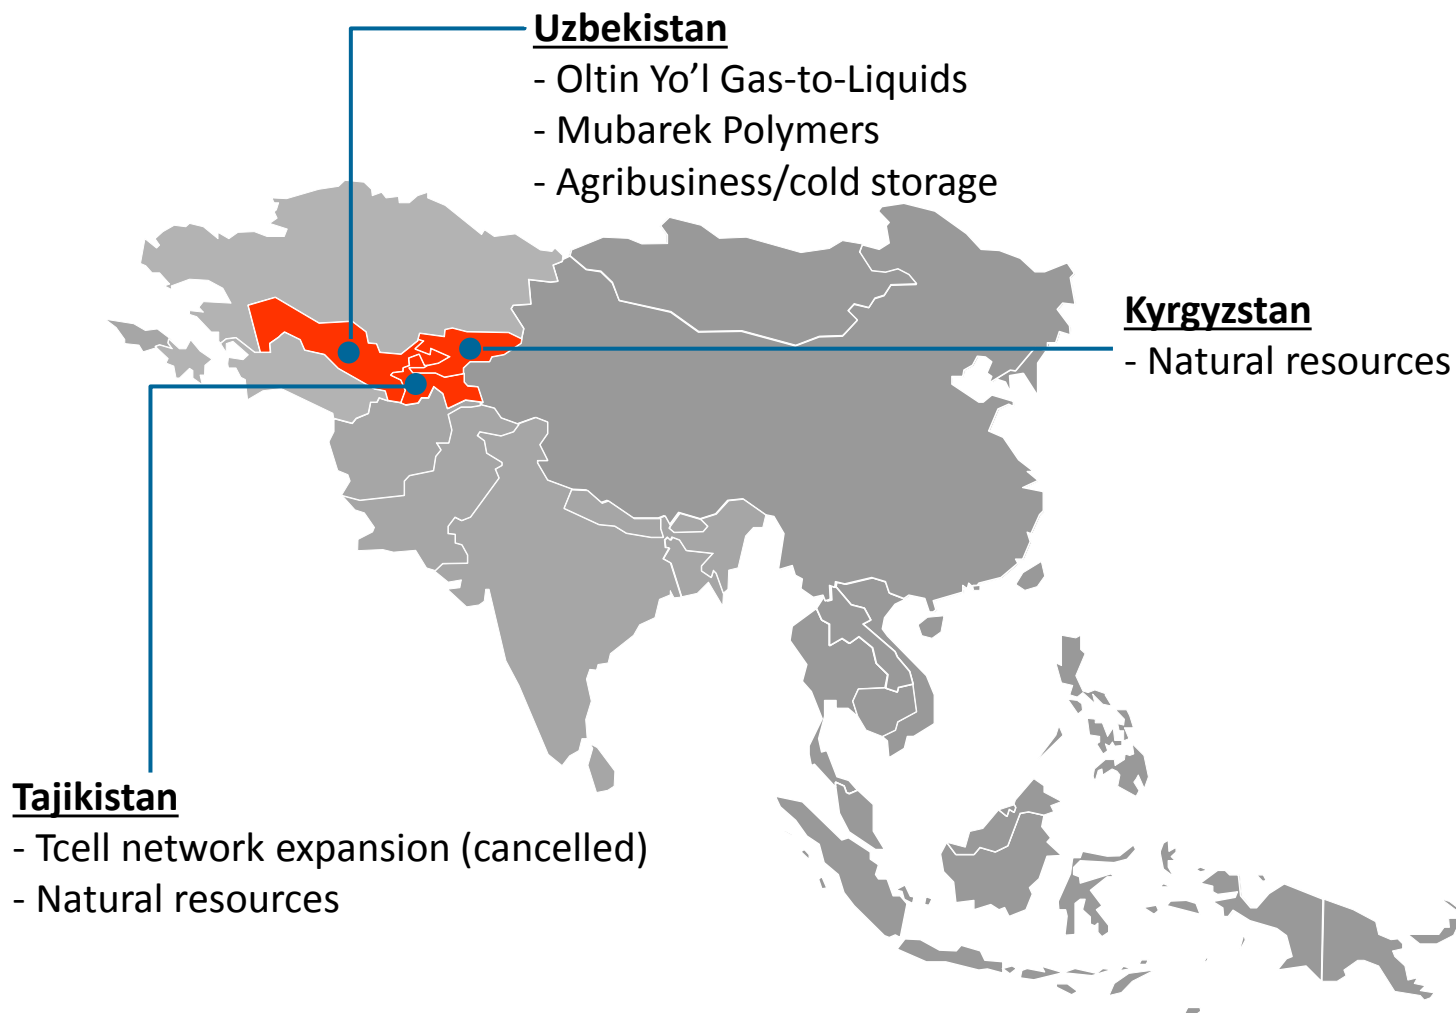 Uzbekistan
- Oltin Yo’l Gas-to-Liquids
- Mubarek Polymers
- Agribusiness/cold storage
Kyrgyzstan
- Natural resources
Tajikistan
- Tcell network expansion (cancelled)
- Natural resources